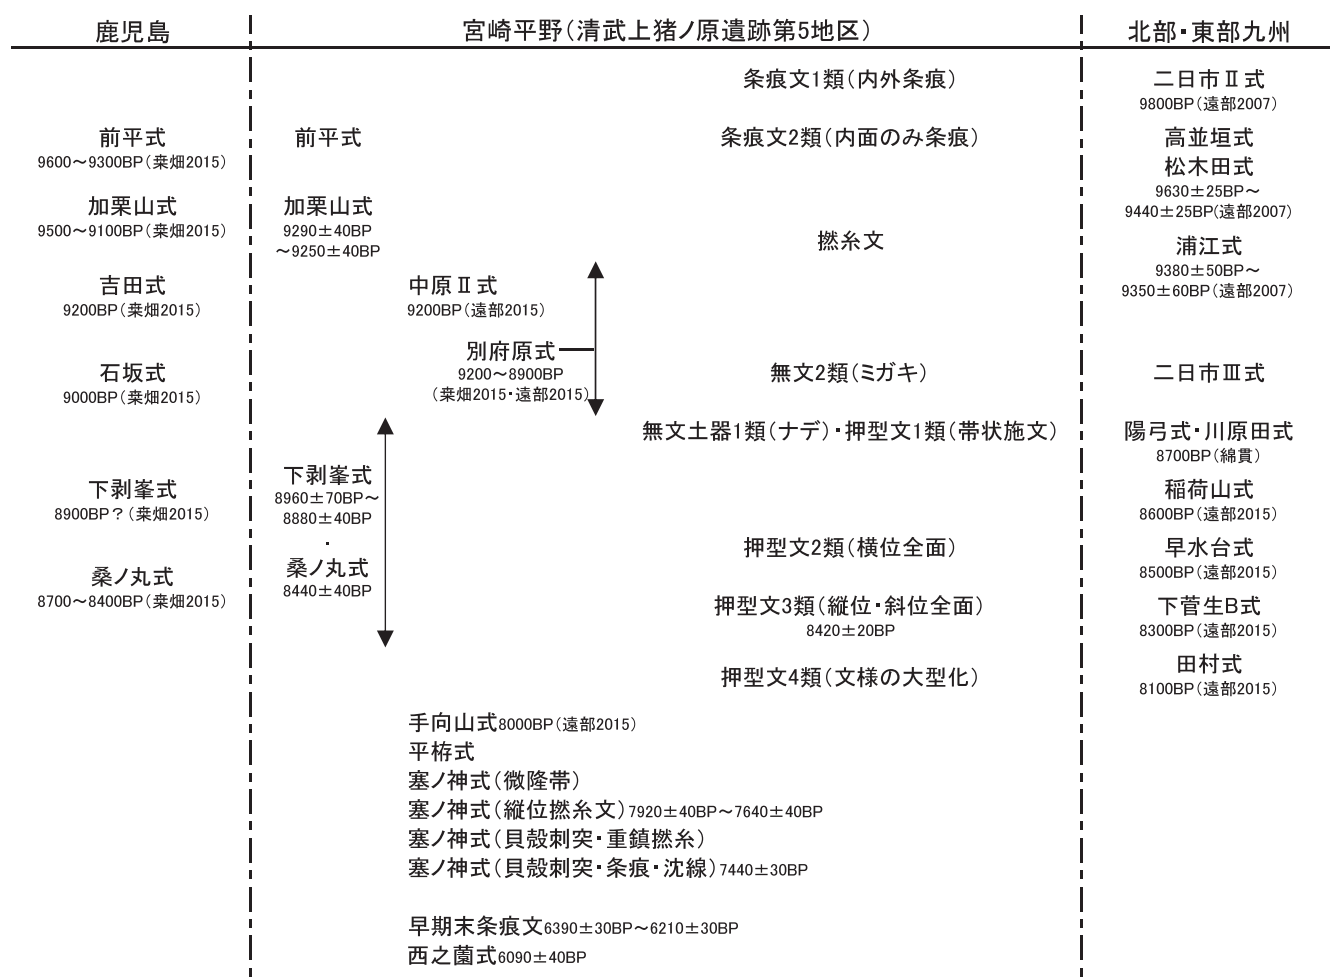 鹿児島
宮崎平野(清武上猪ノ原遺跡第5地区)
北部・東部九州
前平式
9600～9300BP(桒畑2015)
加栗山式
9500～9100BP(桒畑2015)
吉田式
9200BP(桒畑2015)
石坂式
9000BP(桒畑2015)
下剥峯式
8900BP?(桒畑2015)
桑ノ丸式
8700～8400BP(桒畑2015)
前平式
加栗山式
9290±40BP
～9250±40BP
中原Ⅱ式
9200BP(遠部2015)
別府原式
9200～8900BP
(桒畑2015・遠部2015)
下剥峯式
8960±70BP～
8880±40BP
・
桑ノ丸式
8440±40BP
条痕文1類(内外条痕)
条痕文2類(内面のみ条痕)
撚糸文
無文2類(ミガキ)
無文土器1類(ナデ)・押型文1類(帯状施文)
押型文2類(横位全面)
押型文3類(縦位・斜位全面)
8420±20BP
押型文4類(文様の大型化)
手向山式8000BP(遠部2015)
平栫式
塞ノ神式(微隆帯)
塞ノ神式(縦位撚糸文)7920±40BP～7640±40BP
塞ノ神式(貝殻刺突・重鎮撚糸)
塞ノ神式(貝殻刺突・条痕・沈線)7440±30BP
早期末条痕文6390±30BP～6210±30BP
西之薗式6090±40BP
二日市Ⅱ式
9800BP(遠部2007)
高並垣式
松木田式
9630±25BP～
9440±25BP(遠部2007)
浦江式
9380±50BP～
9350±60BP(遠部2007)
二日市Ⅲ式
陽弓式・川原田式
8700BP(綿貫)
稲荷山式
8600BP(遠部2015)
早水台式
8500BP(遠部2015)
下菅生B式
8300BP(遠部2015)
田村式
8100BP(遠部2015)